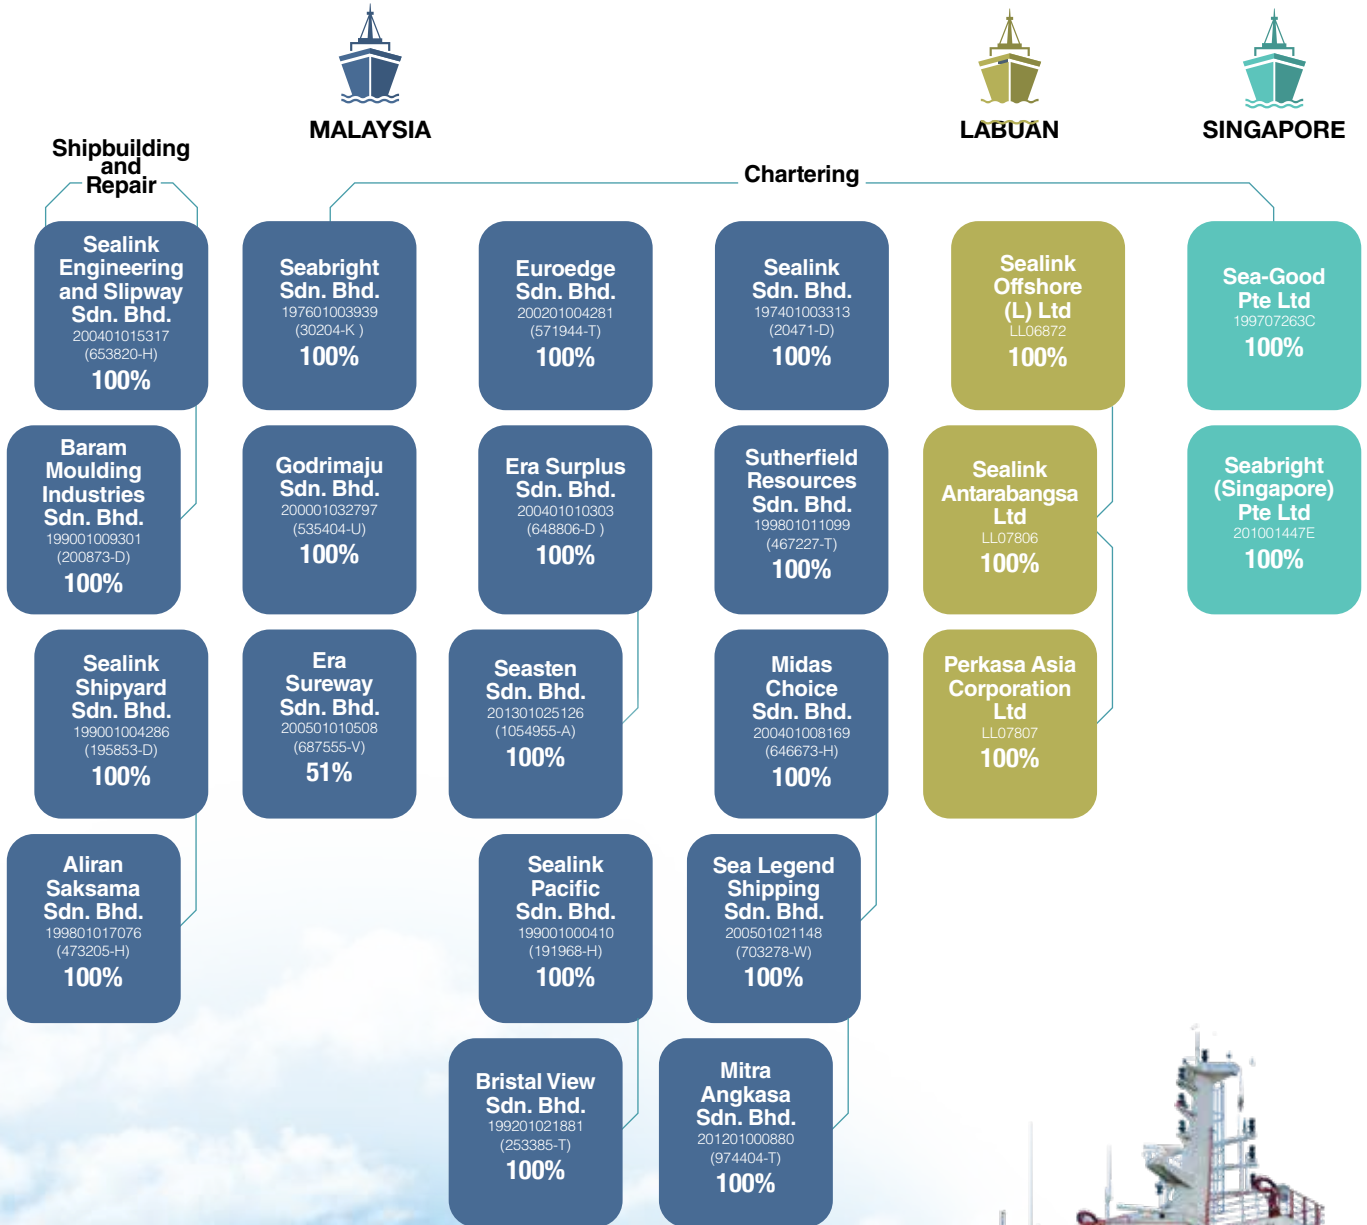 MALAYSIA
LABUAN
SINGAPORE
Shipbuilding
and
Repair
Chartering
Sealink
Engineering
and Slipway
Sdn. Bhd.
200401015317
(653820-H)
100%
Baram
Moulding
Industries
Sdn. Bhd.
199001009301
(200873-D)
100%
Sealink
Shipyard
Sdn. Bhd.
199001004286
(195853-D)
100%
Aliran
Saksama
Sdn. Bhd.
199801017076
(473205-H)
100%
Seabright
Sdn. Bhd.
197601003939
(30204-K )
100%
Godrimaju
Sdn. Bhd.
200001032797
(535404-U)
100%
Era
Sureway
Sdn. Bhd.
200501010508
(687555-V)
51%
Euroedge
Sdn. Bhd.
200201004281
(571944-T)
100%
Era Surplus
Sdn. Bhd.
200401010303
(648806-D )
100%
Seasten
Sdn. Bhd.
201301025126
(1054955-A)
100%
Sealink
Pacific
Sdn. Bhd.
199001000410
(191968-H)
100%
Bristal View
Sdn. Bhd.
199201021881
(253385-T)
100%
Sealink
Sdn. Bhd.
197401003313
(20471-D)
100%
Sutherfield
Resources
Sdn. Bhd.
199801011099
(467227-T)
100%
Midas
Choice
Sdn. Bhd.
200401008169
(646673-H)
100%
Sea Legend
Shipping
Sdn. Bhd.
200501021148
(703278-W)
100%
Mitra
Angkasa
Sdn. Bhd.
201201000880
(974404-T)
100%
Sealink
Offshore
(L) Ltd
LL06872
100%
Sealink
Antarabangsa
Ltd
LL07806
100%
Perkasa Asia
Corporation
Ltd
LL07807
100%
Sea-Good
Pte Ltd
199707263C
100%
Seabright
(Singapore)
Pte Ltd
201001447E
100%